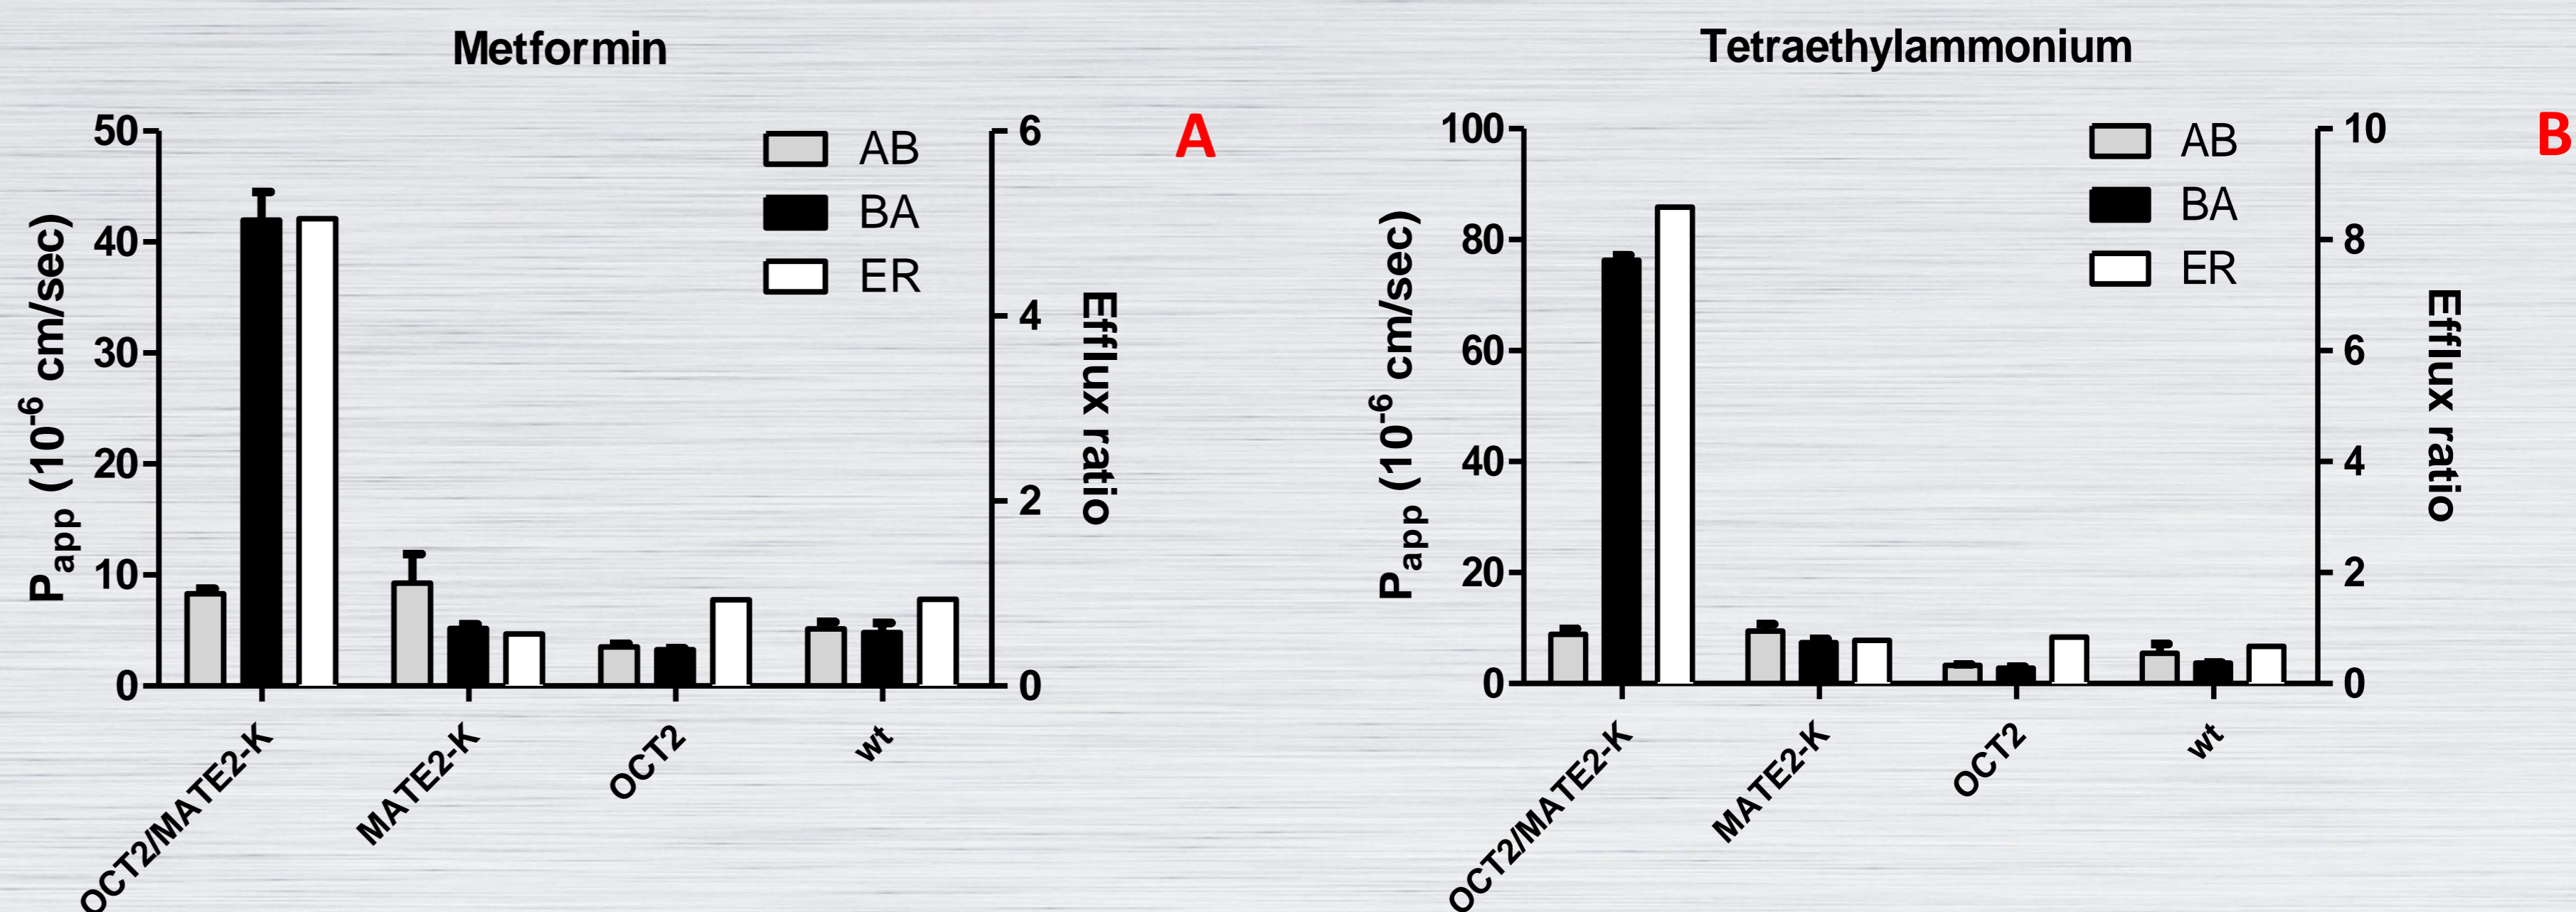 Metformin
A
50
40
30
20
10
0
P_app (10^-6 cm/sec)
AB
BA
ER
6
4
2
0
Efflux ratio
OCT2/MATE2-K
MATE2-K
OCT2
wt
Tetraethylammonium
B
100
80
60
40
20
0
P_app (10^-6 cm/sec)
AB
BA
ER
10
8
6
4
2
0
Efflux ratio
OCT2/MATE2-K
MATE2-K
OCT2
wt